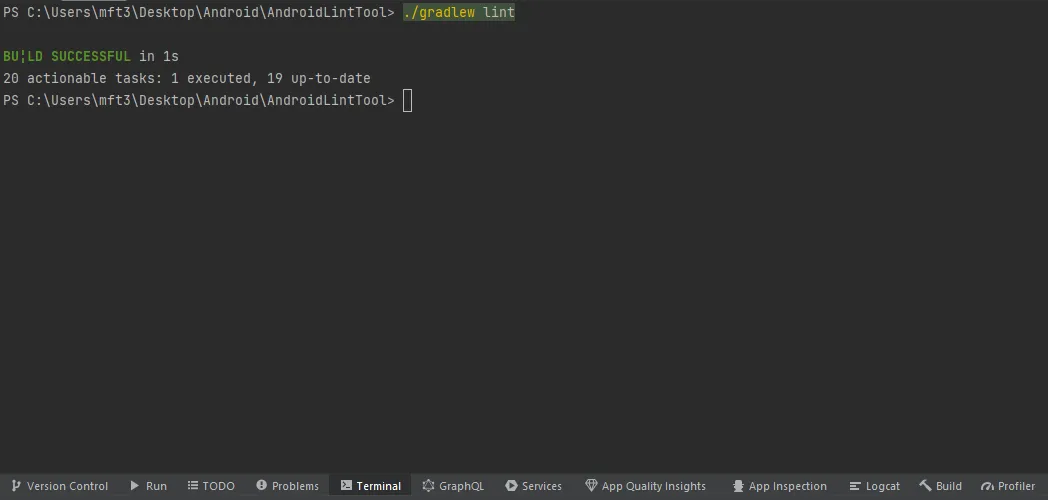 PS C:\Users\mft3\Desktop\Android\AndroidLintTool> ./gradlew lint
BU¦LD SUCCESSFUL in 1s
20 actionable tasks: 1 executed, 19 up-to-date
PS C:\Users\mft3\Desktop\Android\AndroidLintTool>
Version Control Run TODO Problems Terminal GraphQL Services App Quality Insights App Inspection Logcat Build Profiler